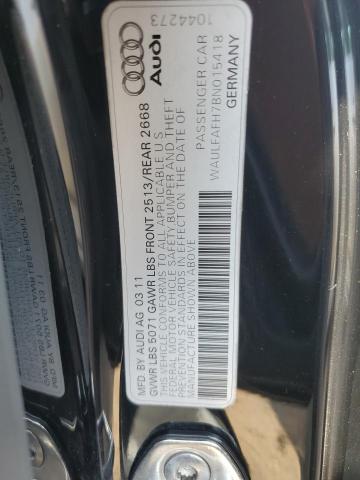 1044273
Audi
MFD. BY AUDI AG 03 11
GVWR LBS 5071 GAWR LBS FRONT 2513/REAR 2668
CONFORMS TO ALL APPLICABLE U S
FEDERAL MOTOR VEHICLE SAFETY BUMPER AND THEFT
PREVENTION STANDARDS IN EFFECT ON THE DATE OF
MANUFACTURE SHOWN ABOVE
PASSENGER CAR
WAULFAFH7BN015418
GERMANY